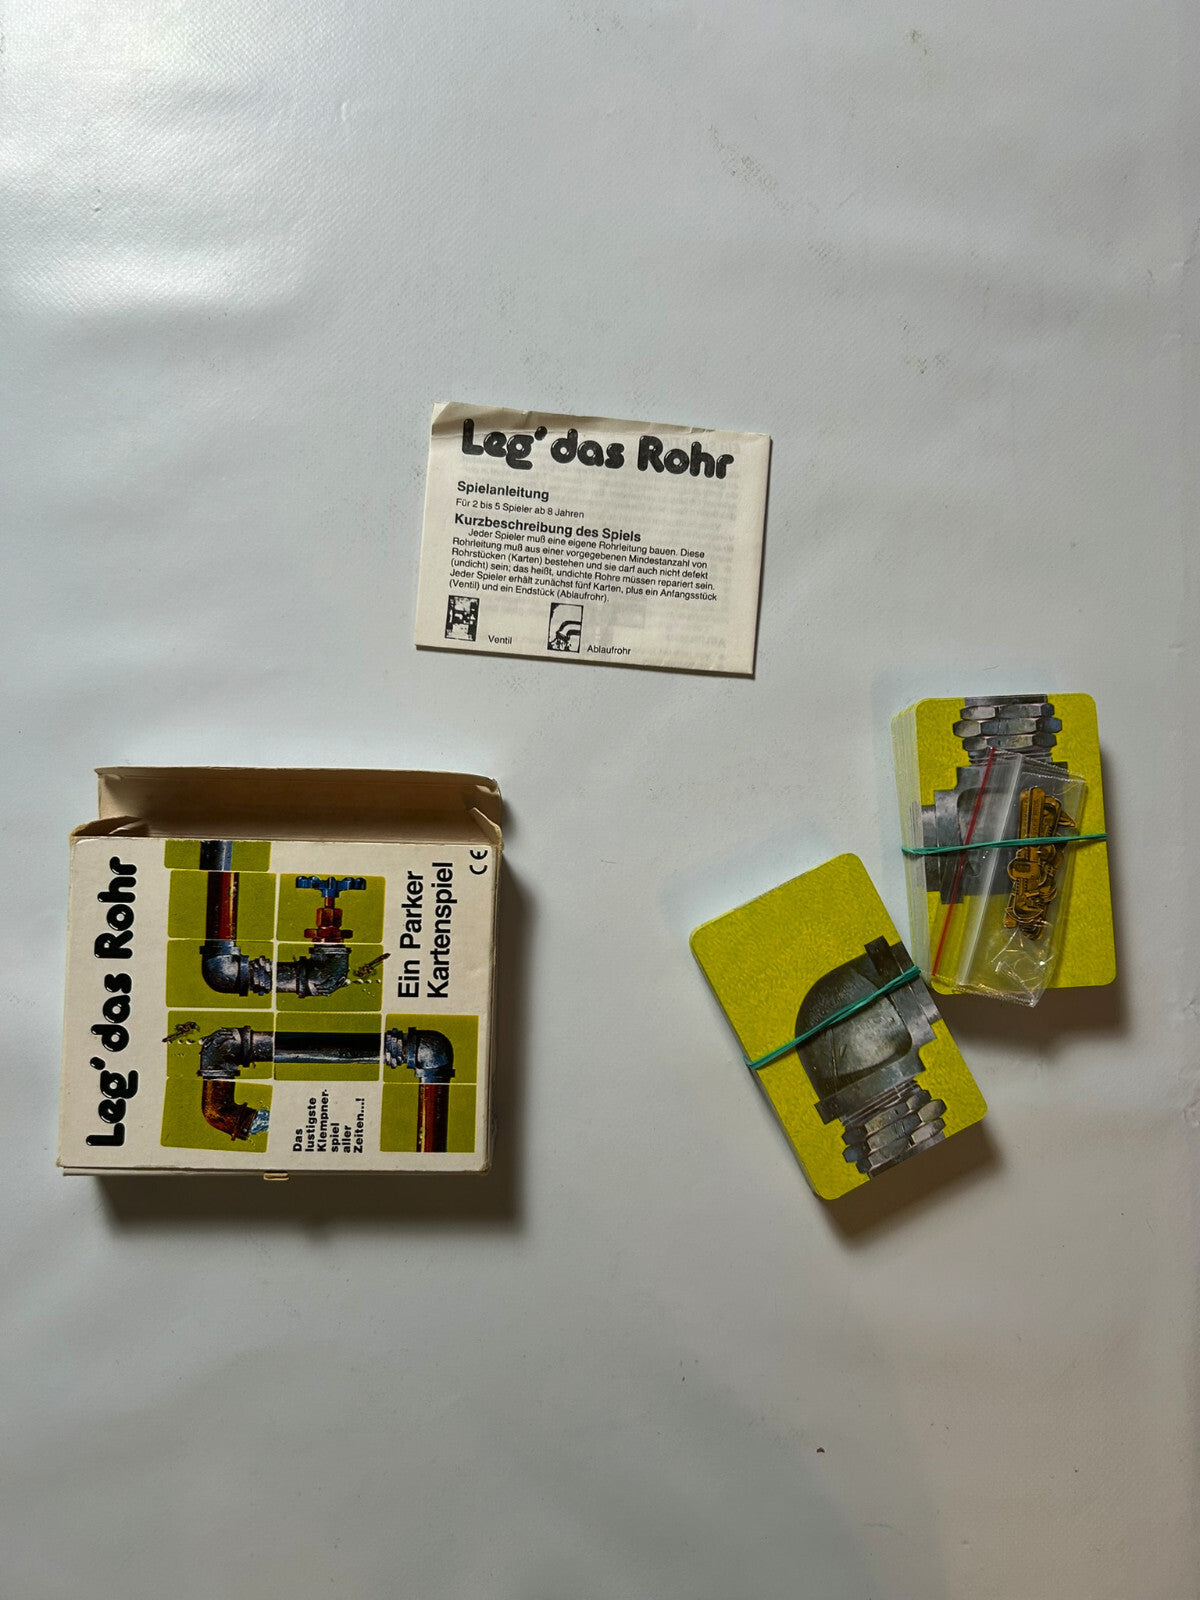 Leg' das Rohr
Spielanleitung
Für 2 bis 5 Spieler ab 8 Jahren
Kurzbeschreibung des Spiels
Jeder Spieler muß eine eigene Rohrleitung bauen. Diese
Rohrleitung muß aus einer vorgegebenen Mindestanzahl von
Rohrstücken (Karten) bestehen und sie darf auch nicht defekt
(undicht) sein; das heißt, undichte Rohre müssen repariert sein.
Jeder Spieler erhält zunächst fünf Karten, plus ein Anfangsstück
(Ventil) und ein Endstück (Ablaufrohr).
Ventil
Ablaufrohr
Leg' das Rohr
Das
lustigste
Klempner-
spiel
aller
Zeiten...!
Ein Parker
Kartenspiel
CE